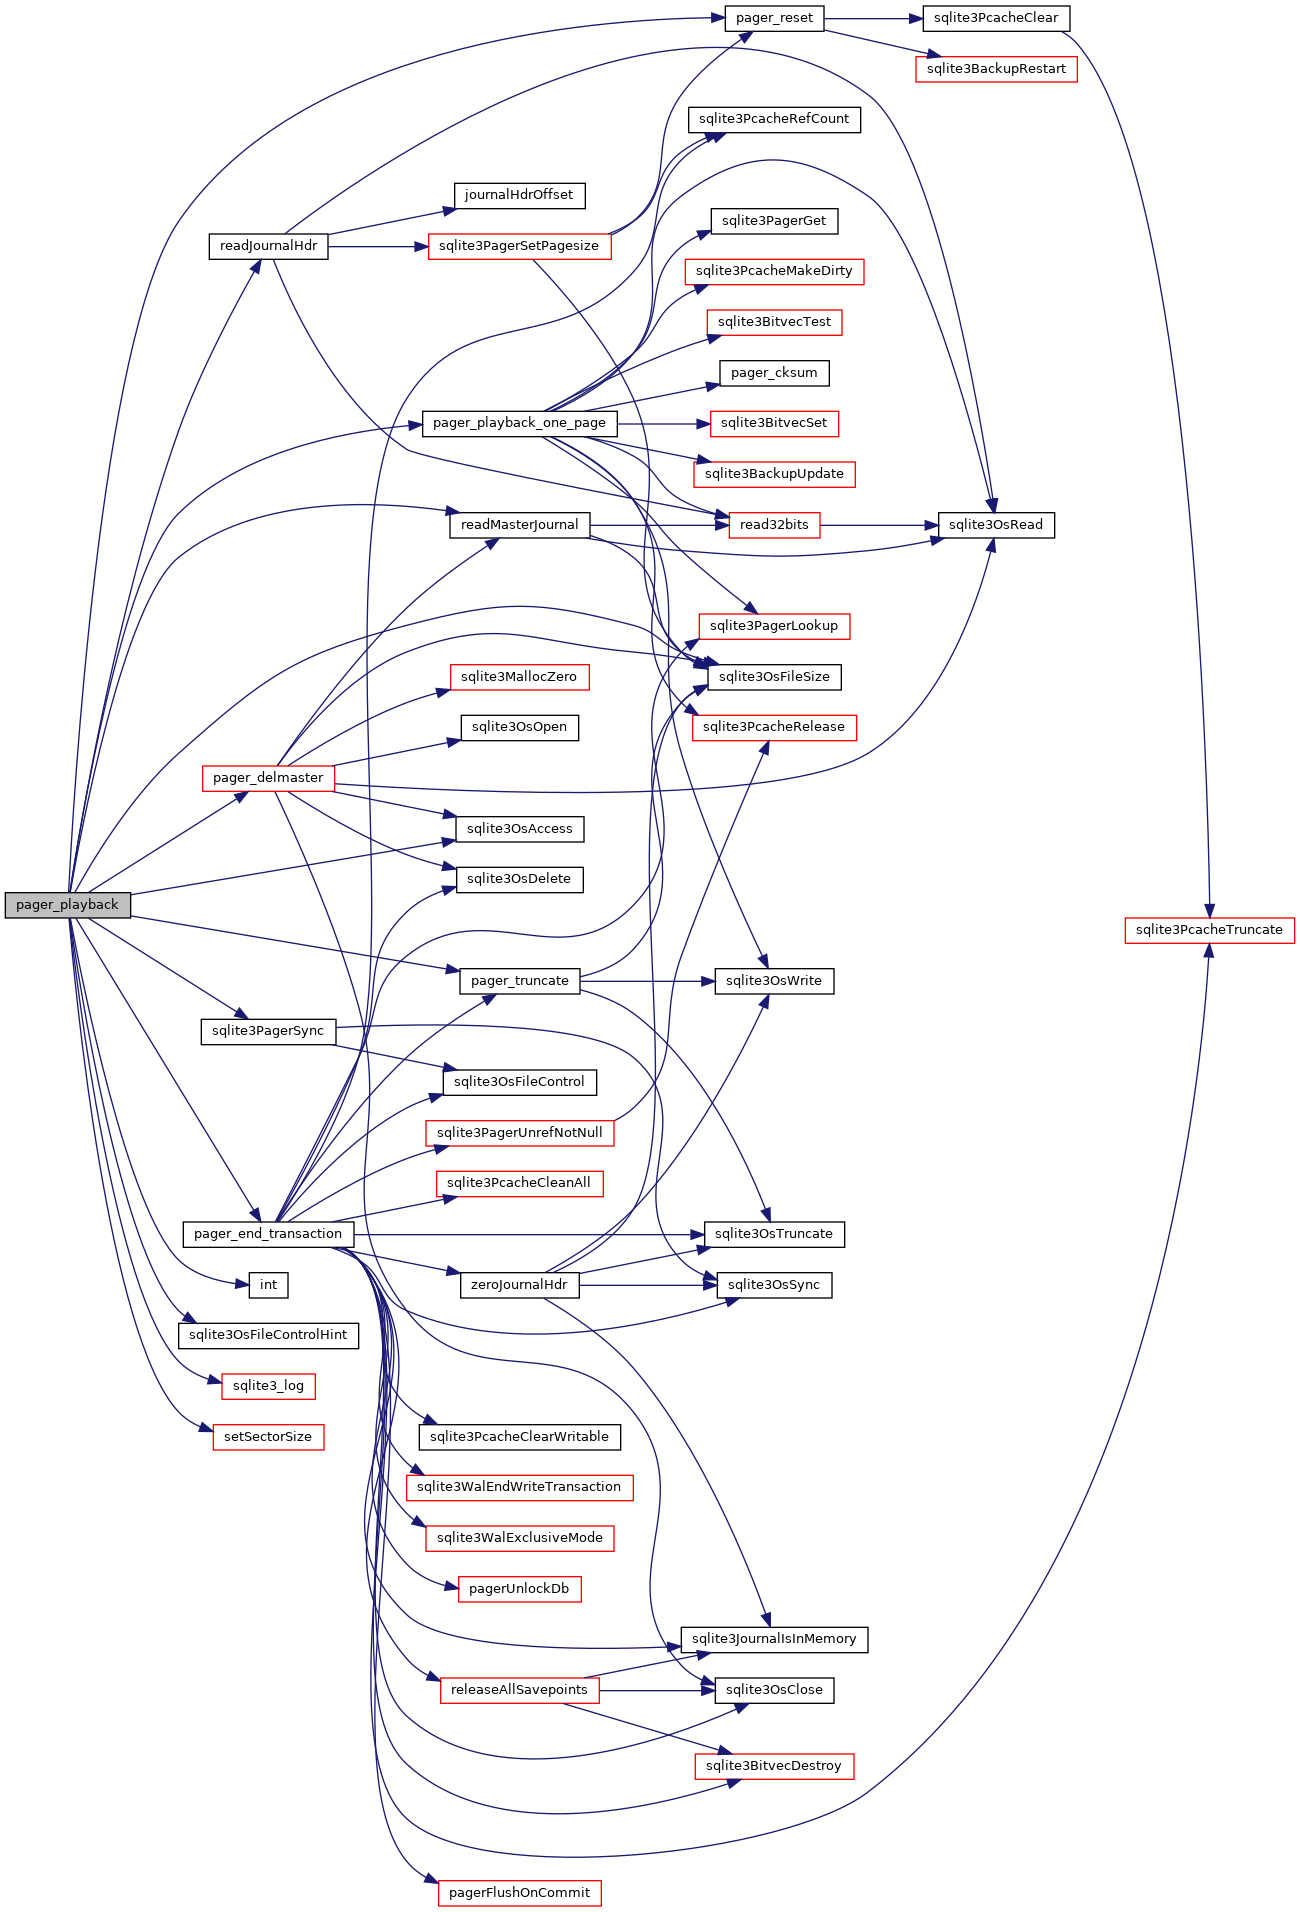 pager_reset
sqlite3PcacheClear
sqlite3BackupRestart
sqlite3PcacheRefCount
journalHdrOffset
sqlite3PagerGet
readJournalHdr
sqlite3PagerSetPagesize
sqlite3PcacheMakeDirty
sqlite3BitvecTest
pager_cksum
pager_playback_one_page
sqlite3BitvecSet
sqlite3BackupUpdate
readMasterJournal
read32bits
sqlite3OsRead
sqlite3PagerLookup
sqlite3MallocZero
sqlite3OsFileSize
sqlite3OsOpen
sqlite3PcacheRelease
pager_delmaster
sqlite3OsAccess
sqlite3OsDelete
pager_playback
sqlite3PcacheTruncate
pager_truncate
sqlite3OsWrite
sqlite3PagerSync
sqlite3OsFileControl
sqlite3PagerUnrefNotNull
sqlite3PcacheCleanAll
pager_end_transaction
sqlite3OsTruncate
int
zeroJournalHdr
sqlite3OsSync
sqlite3OsFileControlHint
sqlite3_log
setSectorSize
sqlite3PcacheClearWritable
sqlite3WalEndWriteTransaction
sqlite3WalExclusiveMode
pagerUnlockDb
sqlite3JournalIsInMemory
releaseAllSavepoints
sqlite3OsClose
sqlite3BitvecDestroy
pagerFlushOnCommit